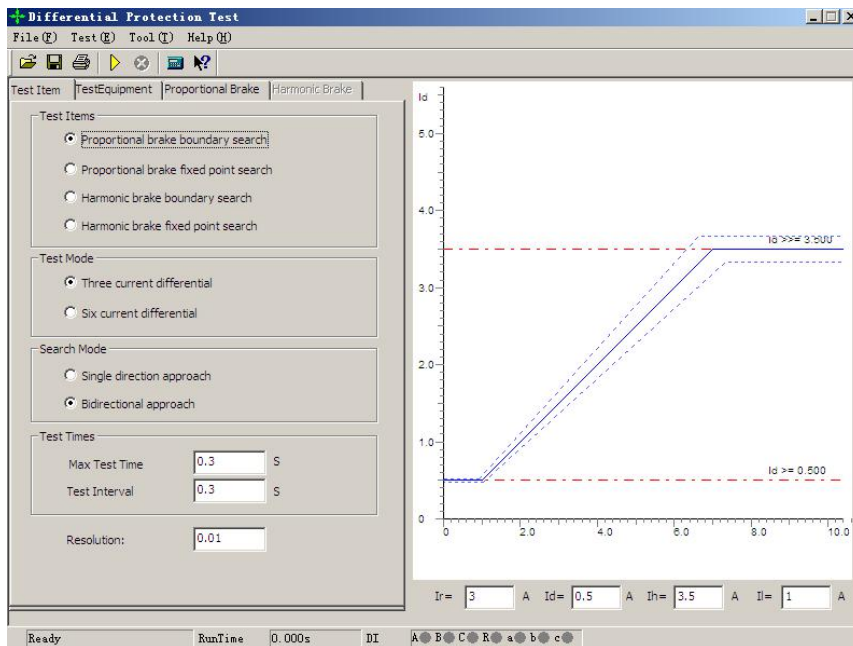 Differential Protection Test
File(F) Test(E) Tool(T) Help(H)
Test Item TestEquipment Proportional Brake Harmonic Brake
Test Items
Proportional brake boundary search
Proportional brake fixed point search
Harmonic brake boundary search
Harmonic brake fixed point search
Test Mode
Three current differential
Six current differential
Search Mode
Single direction approach
Bidirectional approach
Test Times
Max Test Time 0.3 S
Test Interval 0.3 S
Resolution: 0.01
Id
5.0
4.0
Id >>= 3.500
3.0
2.0
1.0
Id >= 0.500
0
0 2.0 4.0 6.0 8.0 10.0
Ir= 3 A Id= 0.5 A Ih= 3.5 A Il= 1 A
Ready RunTime 0.000s DI A B C R a b c